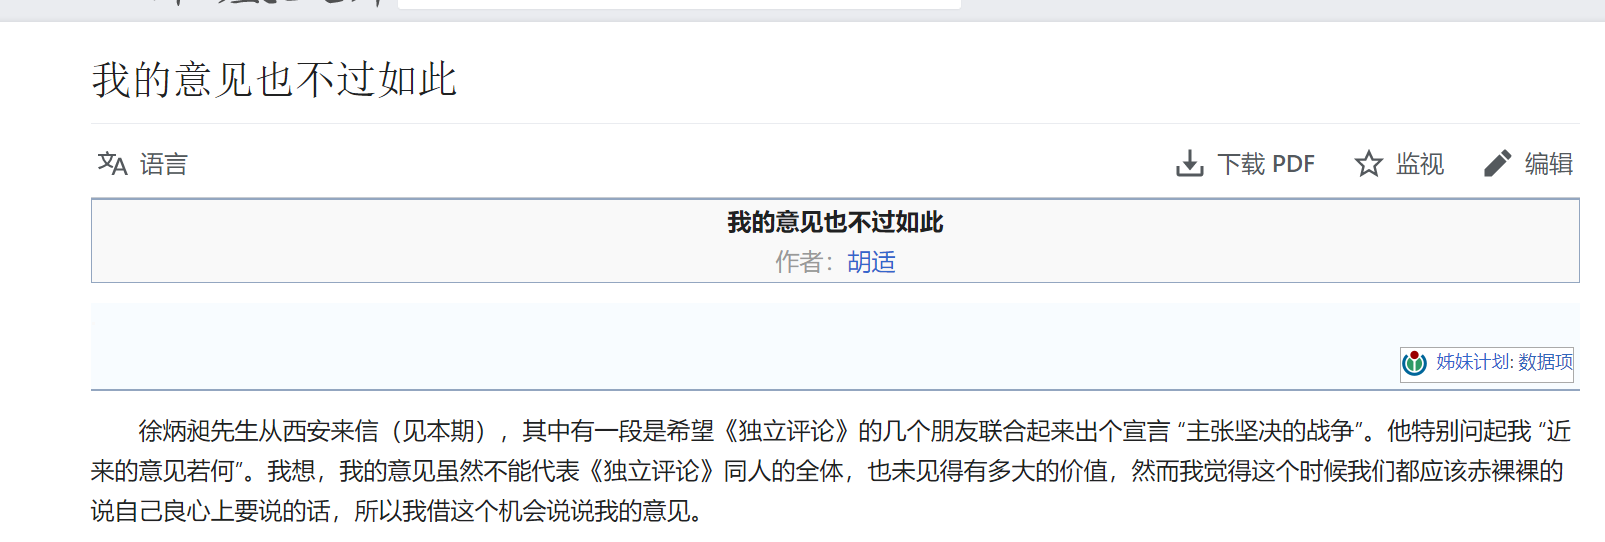 我的意见也不过如此
语言
下载 PDF
监视
编辑
我的意见也不过如此
作者：胡适
姊妹计划: 数据项
徐炳昶先生从西安来信（见本期），其中有一段是希望《独立评论》的几个朋友联合起来出个宣言 “主张坚决的战争”。他特别问起我 “近
来的意见若何”。我想，我的意见虽然不能代表《独立评论》同人的全体，也未见得有多大的价值，然而我觉得这个时候我们都应该赤裸裸的
说自己良心上要说的话，所以我借这个机会说说我的意见。